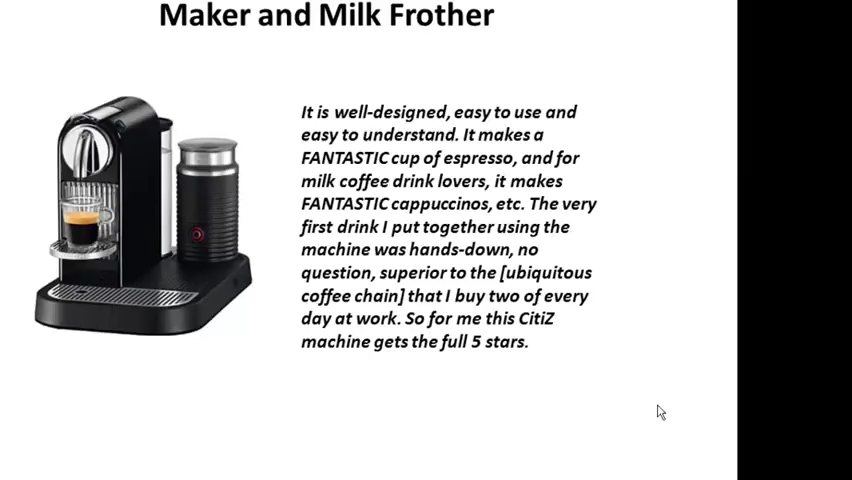 Maker and Milk Frother
It is well-designed, easy to use and
easy to understand. It makes a
FANTASTIC cup of espresso, and for
milk coffee drink lovers, it makes
FANTASTIC cappuccinos, etc. The very
first drink I put together using the
machine was hands-down, no
question, superior to the [ubiquitous
coffee chain] that I buy two of every
day at work. So for me this CitiZ
machine gets the full 5 stars.